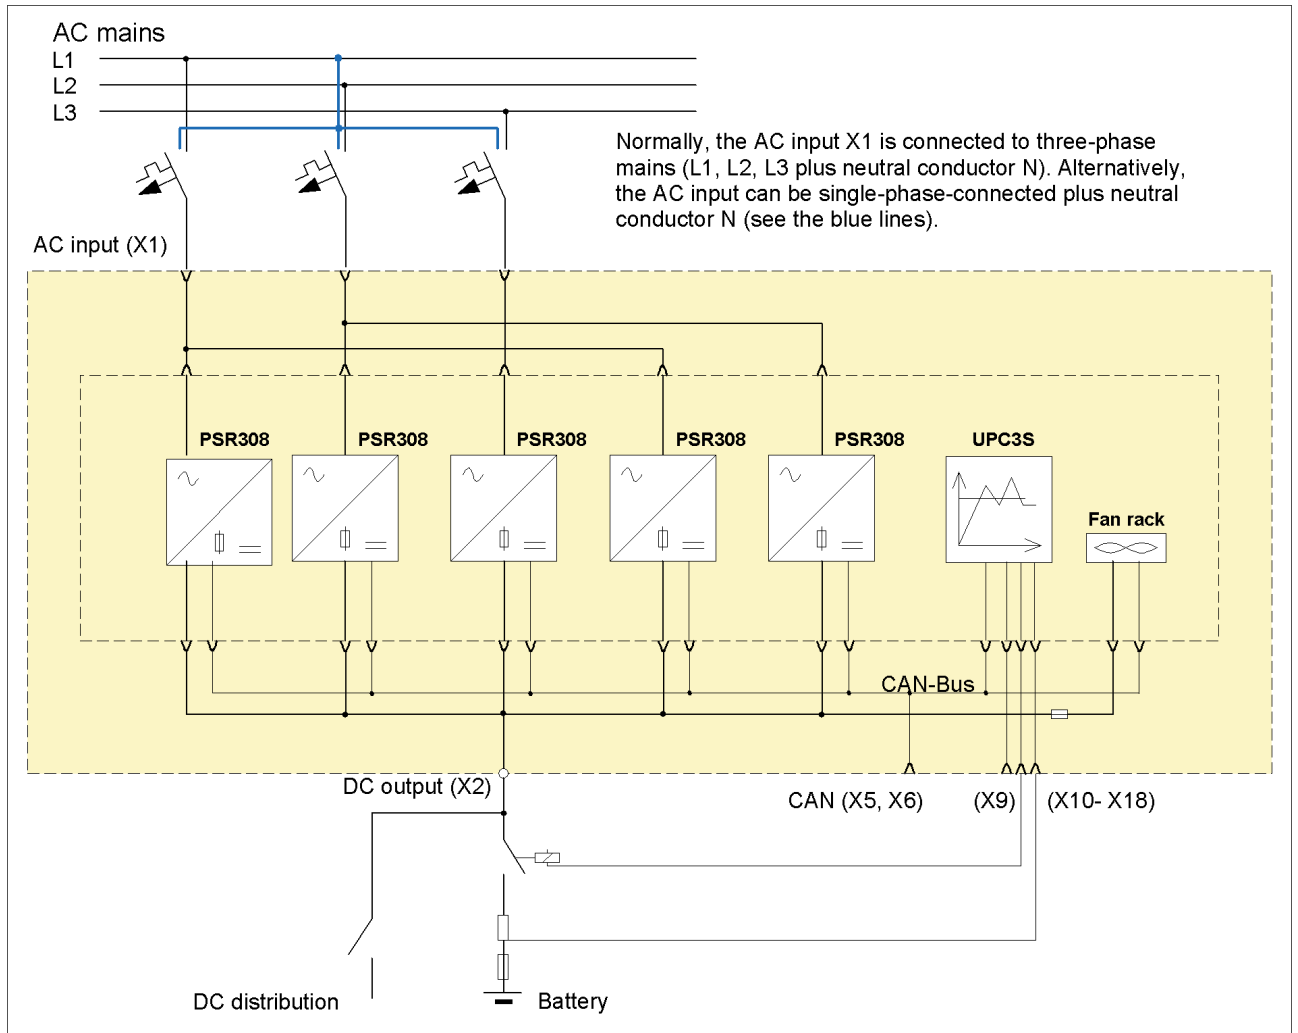 AC mains
L1
L2
L3
Normally, the AC input X1 is connected to three-phase
mains (L1, L2, L3 plus neutral conductor N). Alternatively,
the AC input can be single-phase-connected plus neutral
conductor N (see the blue lines).
AC input (X1)
PSR308
PSR308
PSR308
PSR308
PSR308
UPC3S
Fan rack
CAN-Bus
DC output (X2)
CAN (X5, X6)
(X9)
(X10- X18)
DC distribution
Battery